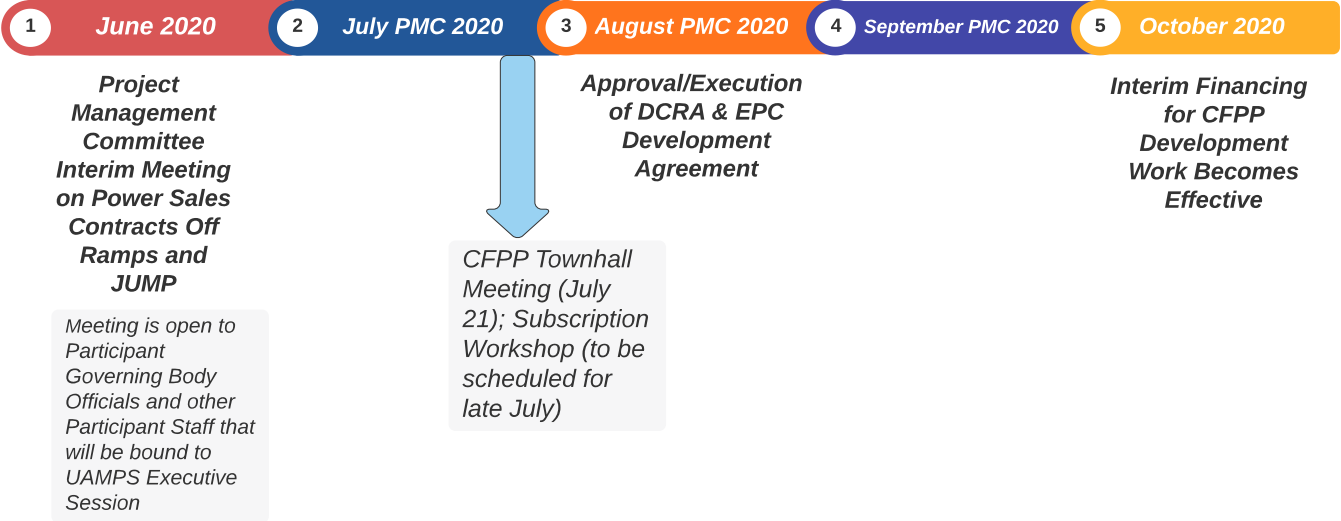 1
June 2020
2
July PMC 2020
3
August PMC 2020
4
September PMC 2020
5
October 2020
Project
Management
Committee
Interim Meeting
on Power Sales
Contracts Off
Ramps and
JUMP
Meeting is open to
Participant
Governing Body
Officials and other
Participant Staff that
will be bound to
UAMPS Executive
Session
CFPP Townhall
Meeting (July
21); Subscription
Workshop (to be
scheduled for
late July)
Approval/Execution
of DCRA & EPC
Development
Agreement
Interim Financing
for CFPP
Development
Work Becomes
Effective